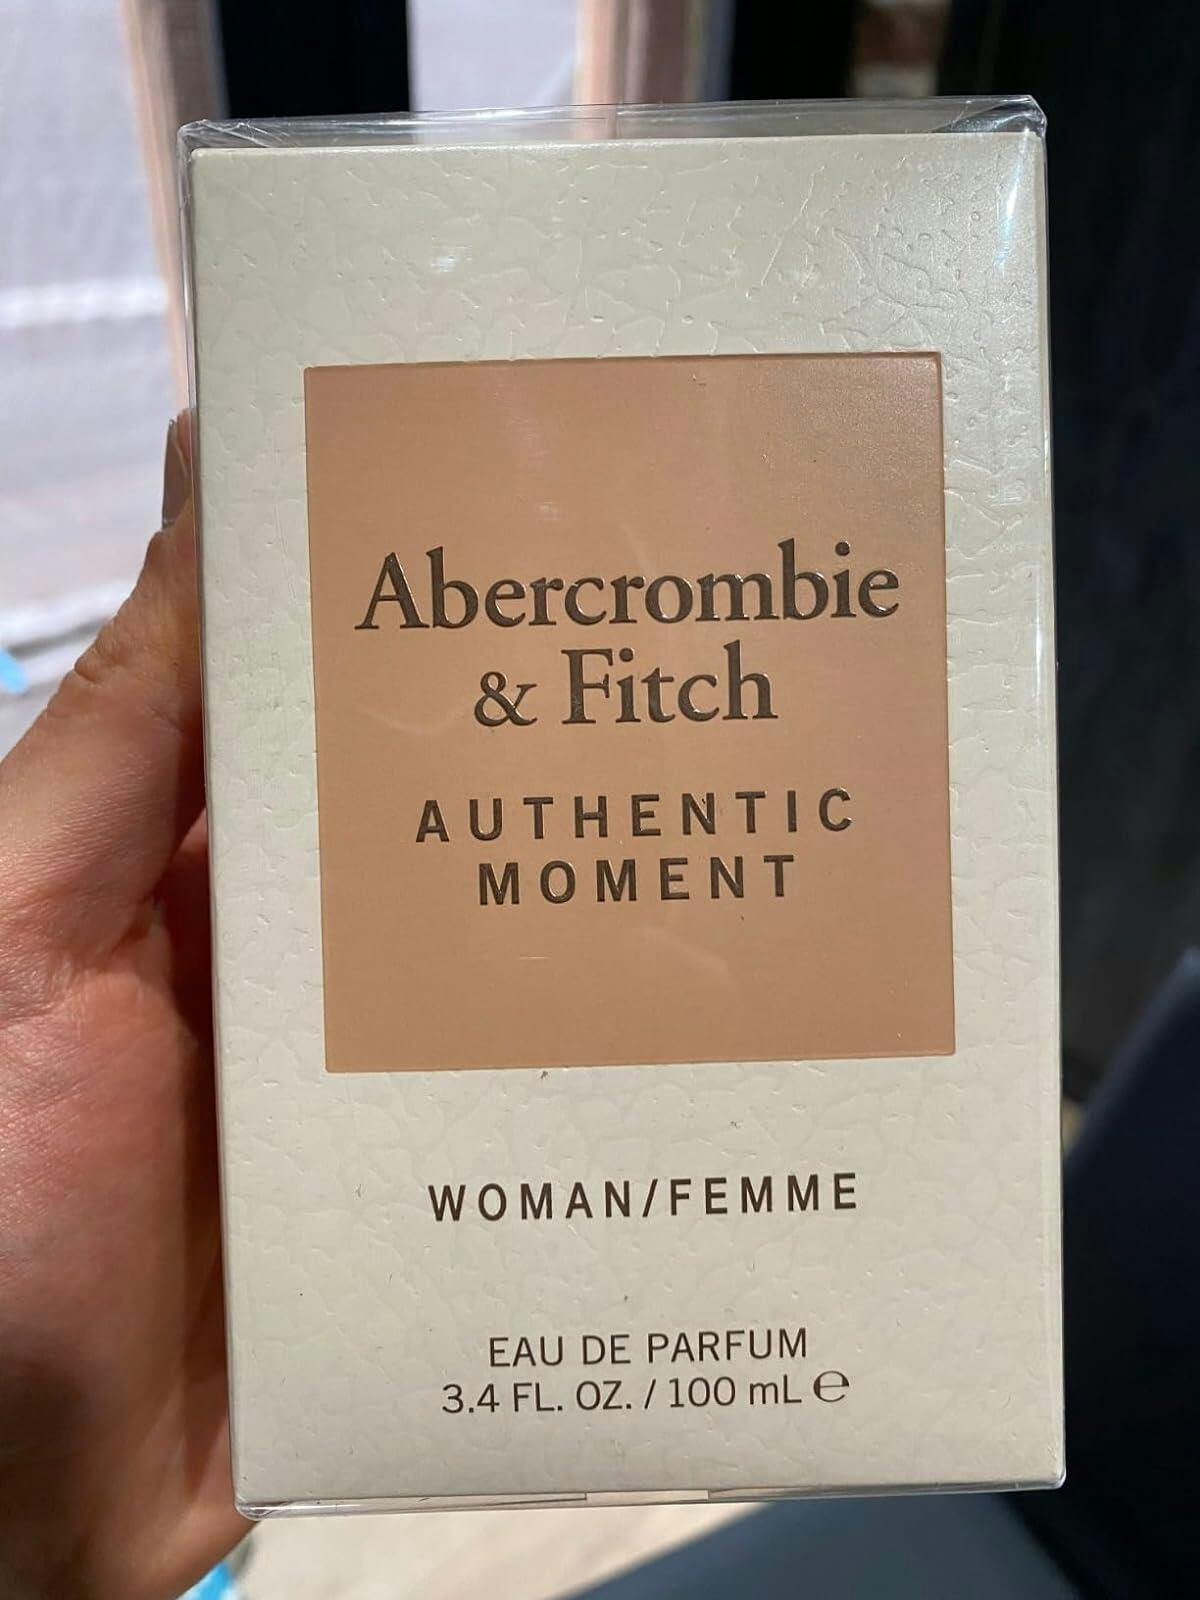 Abercrombie
& Fitch
AUTHENTIC
MOMENT
WOMAN/FEMME
EAU DE PARFUM
3.4 FL. OZ. / 100 mL ℮